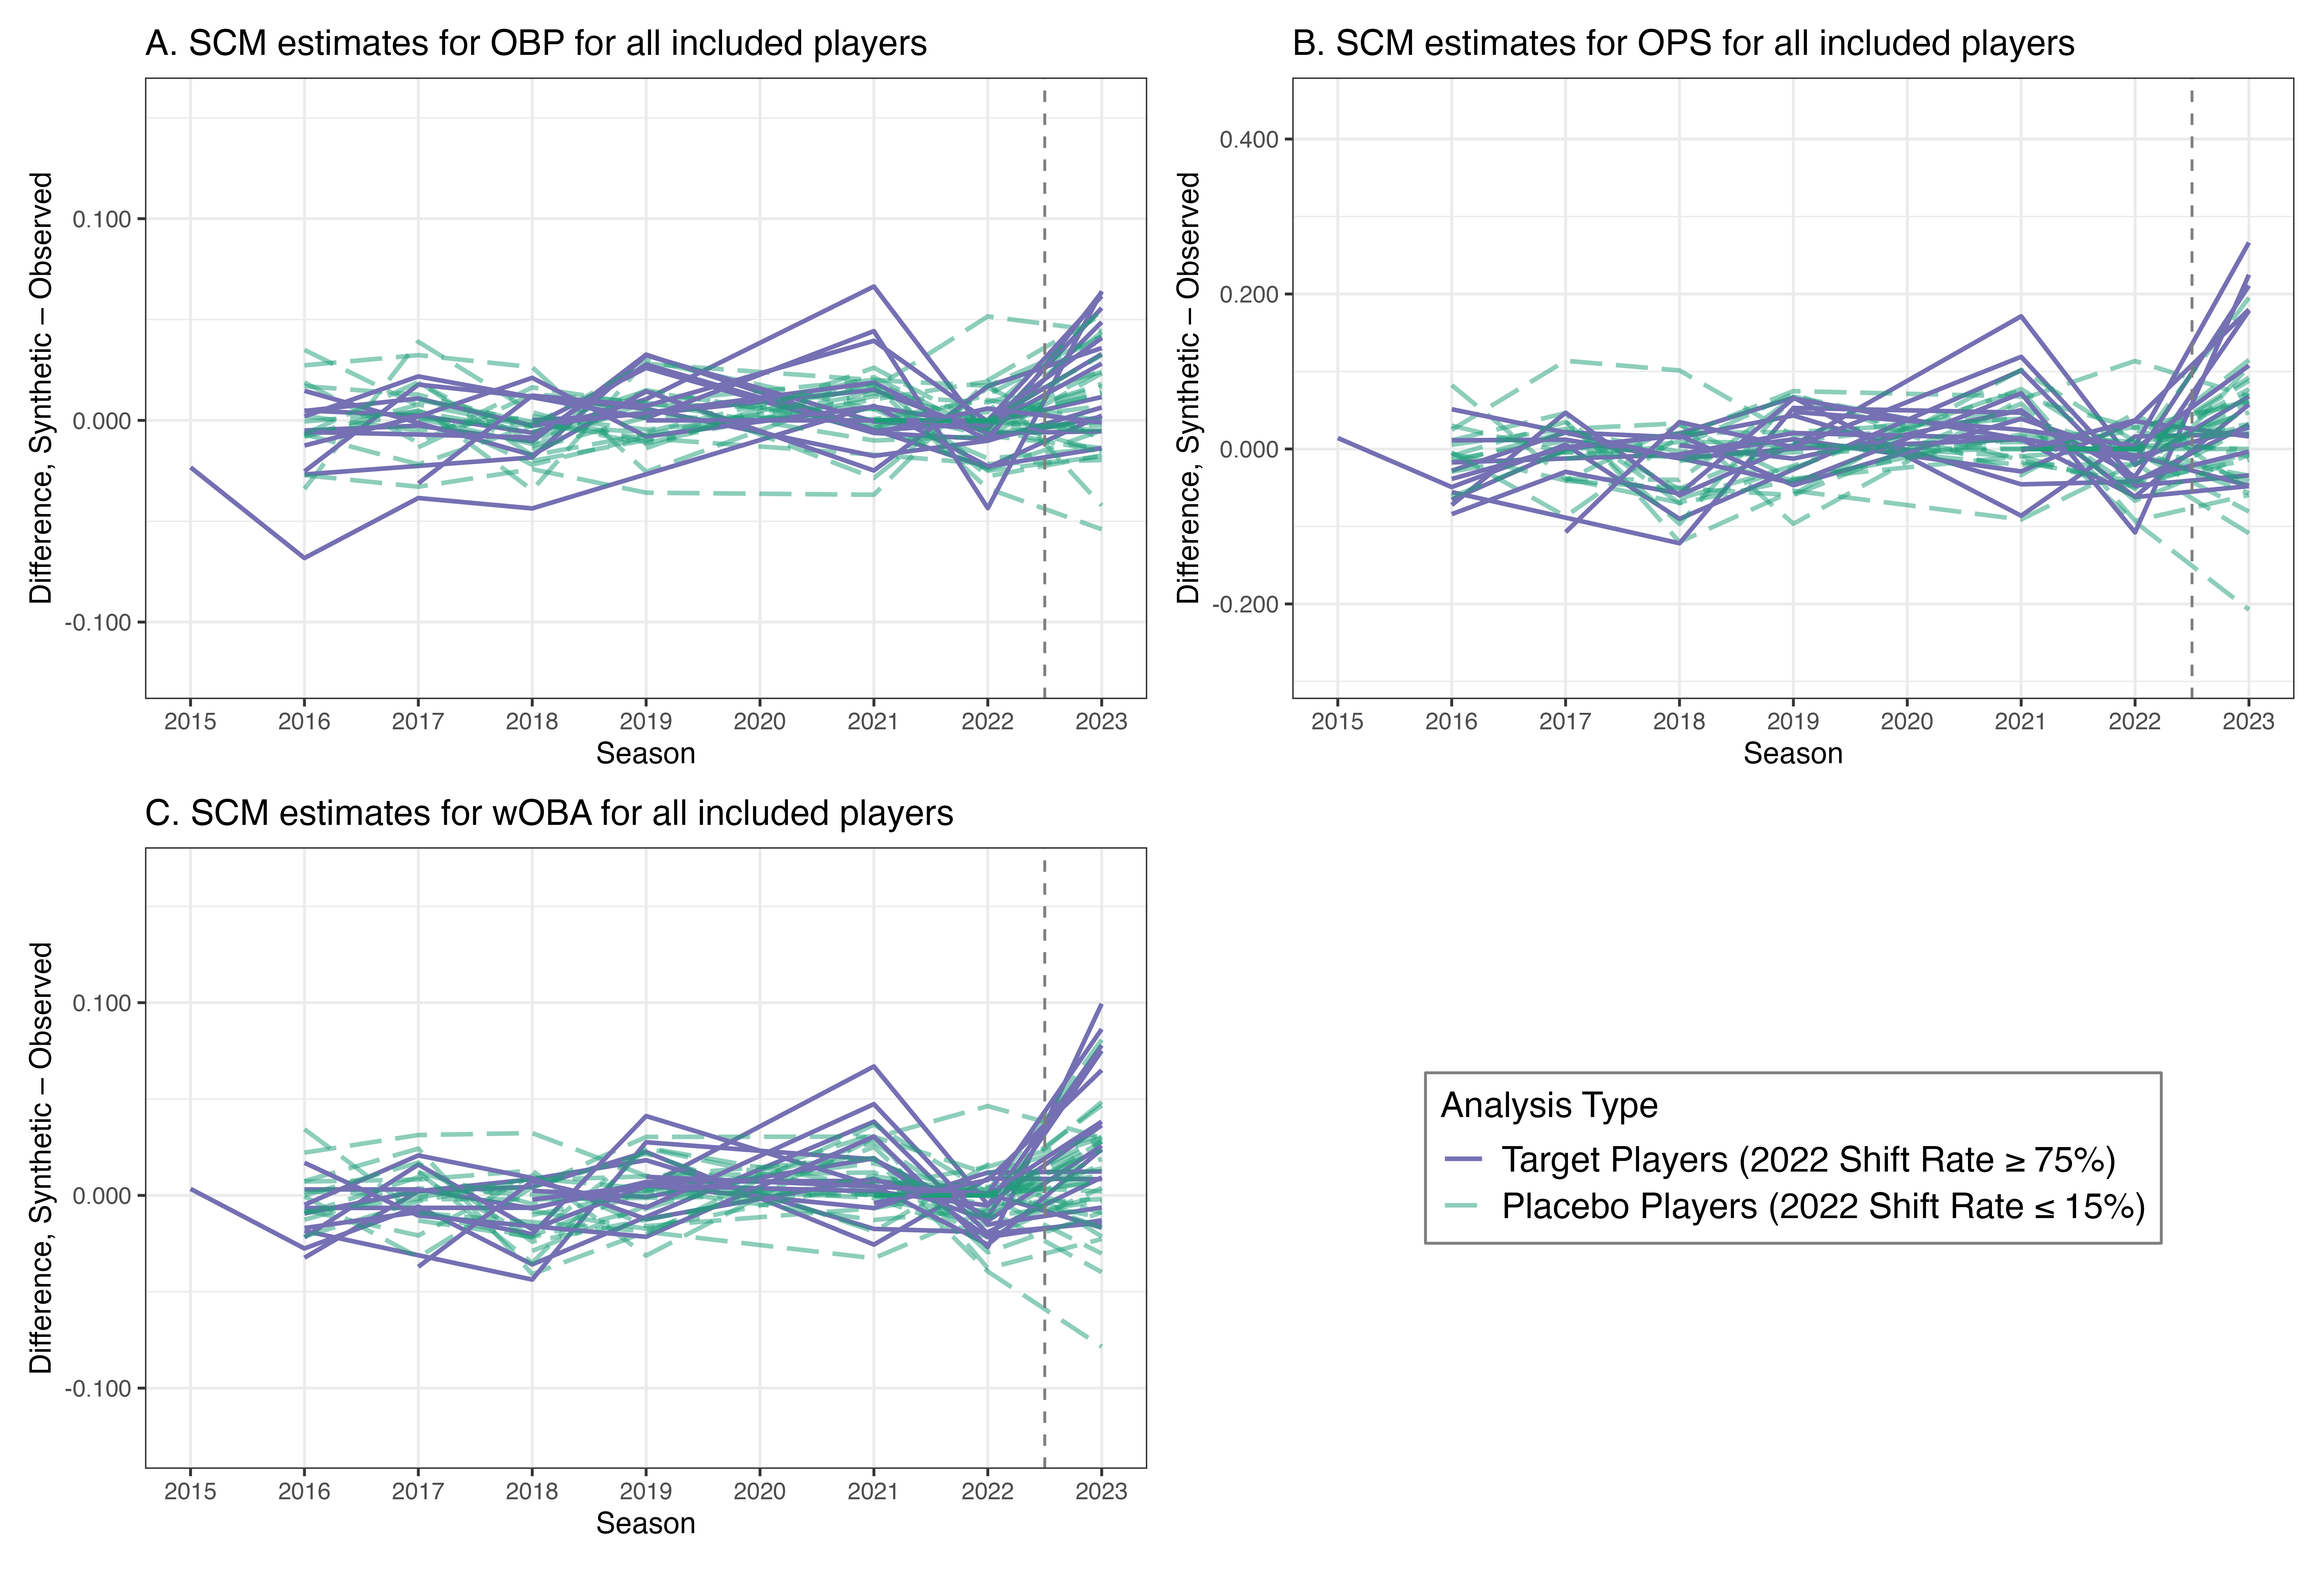 A. SCM estimates for OBP for all included players
Difference, Synthetic – Observed
0.100
0.000
-0.100
2015 2016 2017 2018 2019 2020 2021 2022 2023
Season
B. SCM estimates for OPS for all included players
Difference, Synthetic – Observed
0.400
0.200
0.000
-0.200
2015 2016 2017 2018 2019 2020 2021 2022 2023
Season
C. SCM estimates for wOBA for all included players
Difference, Synthetic – Observed
0.100
0.000
-0.100
2015 2016 2017 2018 2019 2020 2021 2022 2023
Season
Analysis Type
Target Players (2022 Shift Rate ≥ 75%)
Placebo Players (2022 Shift Rate ≤ 15%)